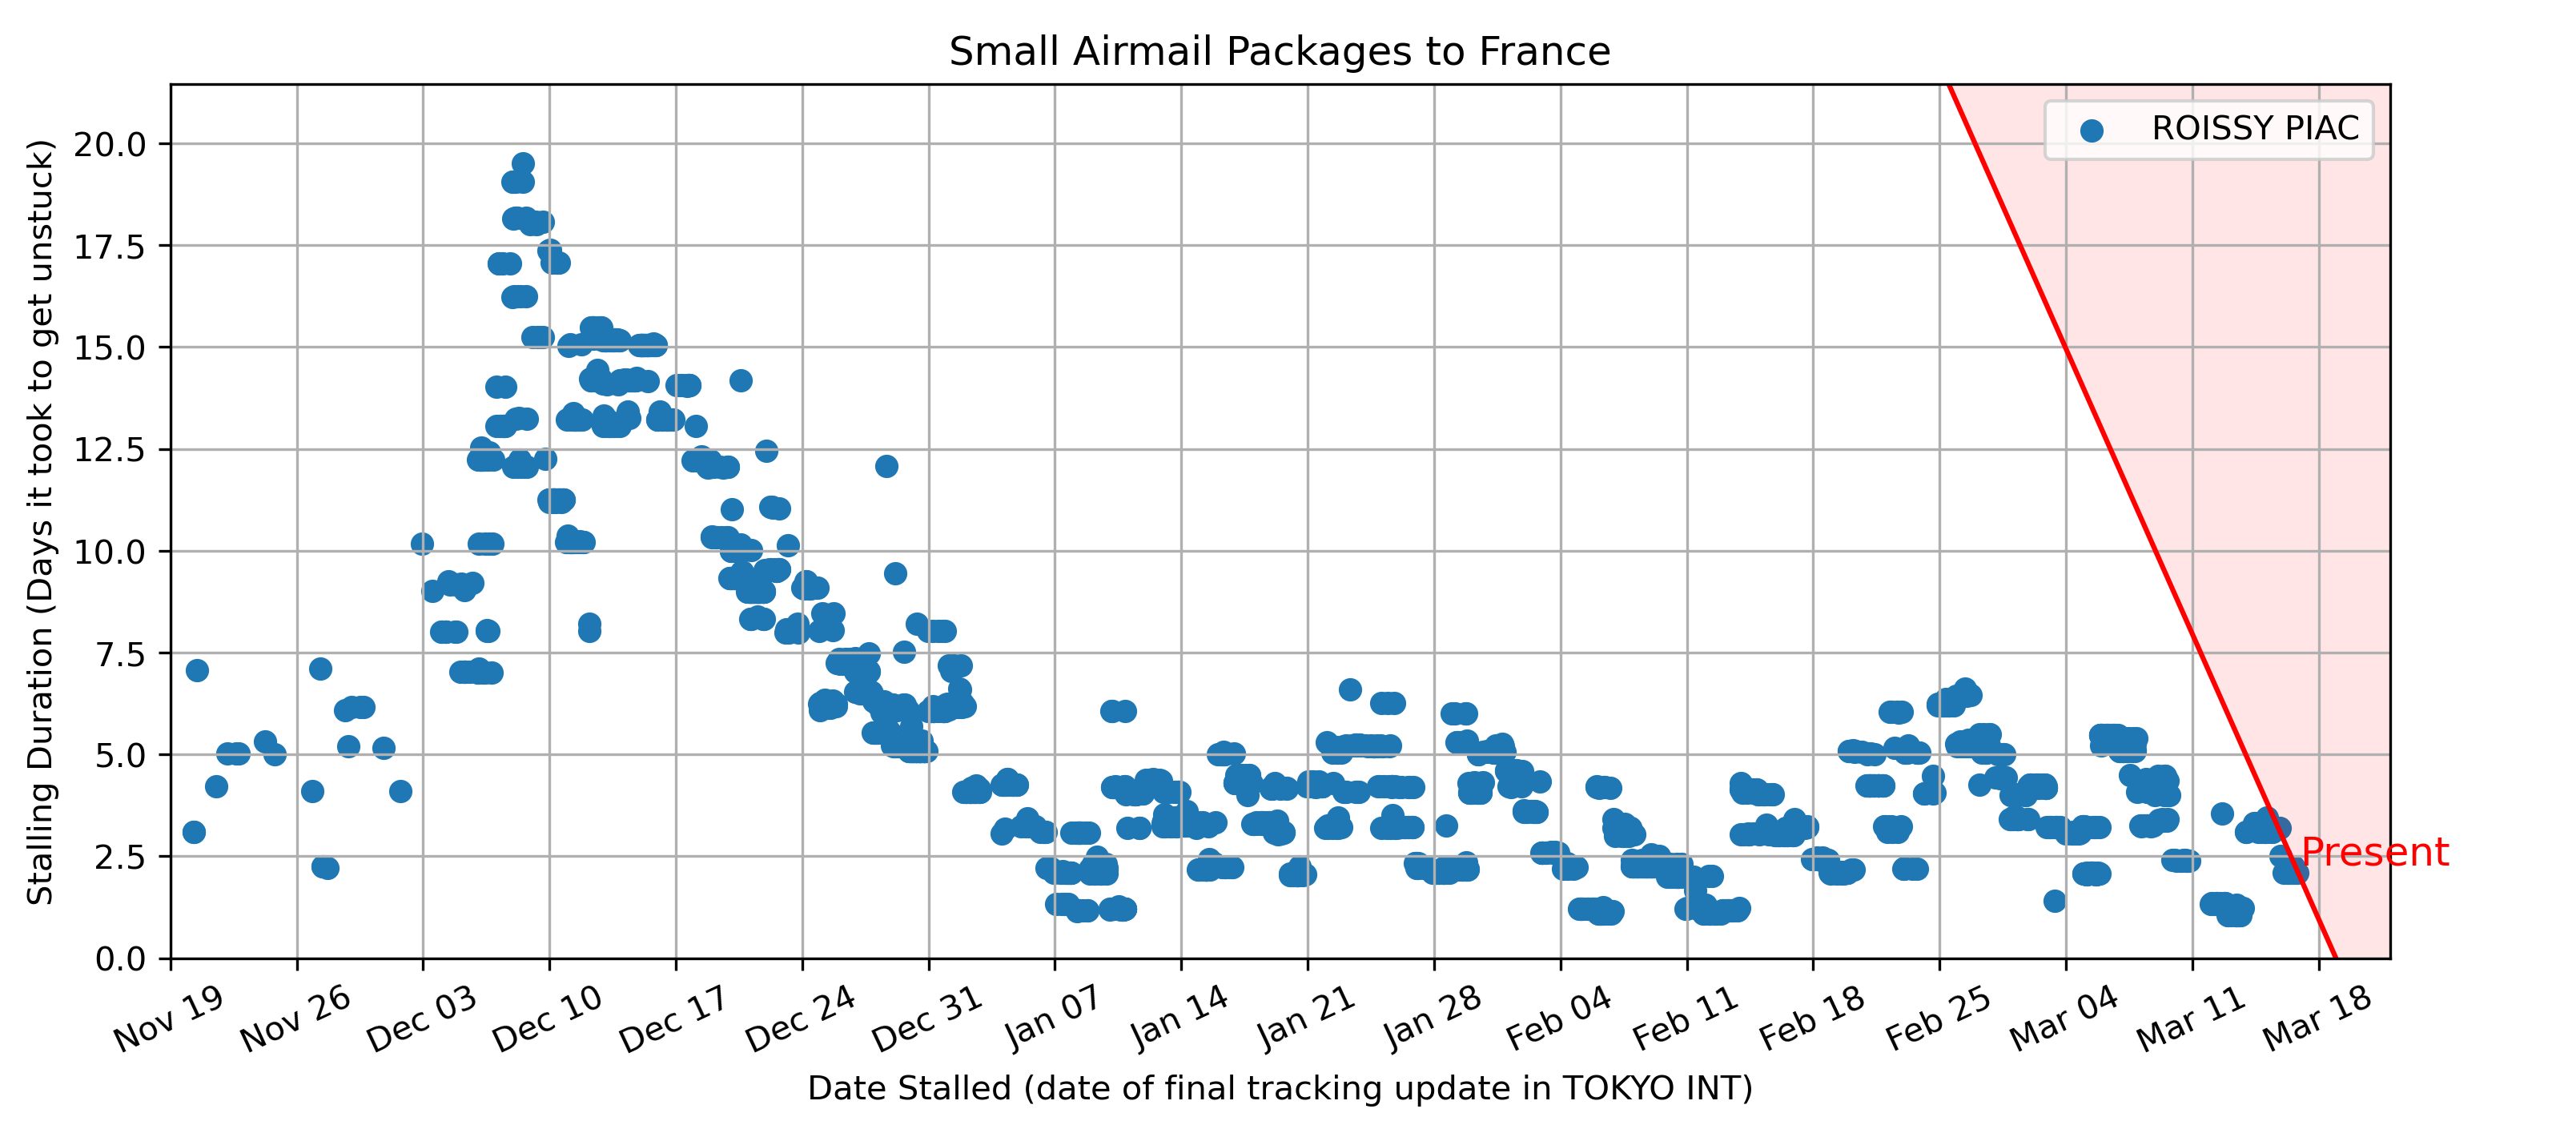 Small Airmail Packages to France
ROISSY PIAC
Stalling Duration (Days it took to get unstuck)
20.0
17.5
15.0
12.5
10.0
7.5
5.0
2.5
0.0
Present
Nov 19 Nov 26 Dec 03 Dec 10 Dec 17 Dec 24 Dec 31 Jan 07 Jan 14 Jan 21 Jan 28 Feb 04 Feb 11 Feb 18 Feb 25 Mar 04 Mar 11 Mar 18
Date Stalled (date of final tracking update in TOKYO INT)